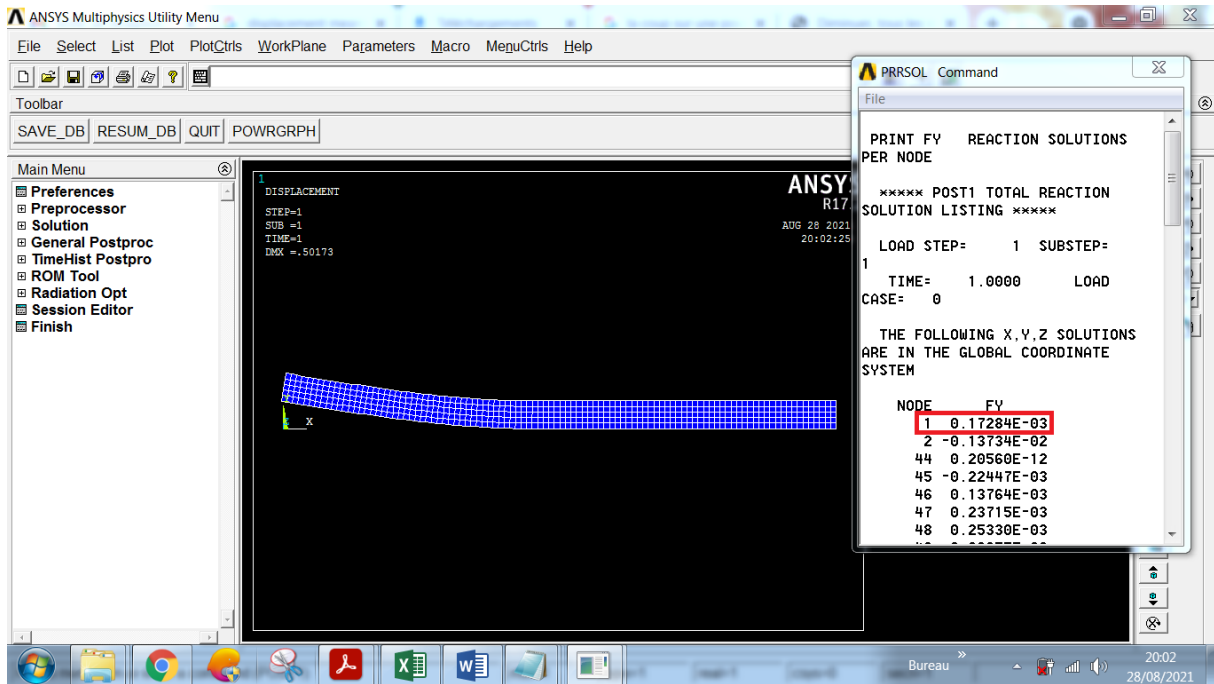 ANSYS Multiphysics Utility Menu
File Select List Plot PlotCtrls WorkPlane Parameters Macro MenuCtrls Help
Toolbar
SAVE_DB RESUM_DB QUIT POWRGRPH
Main Menu
Preferences
Preprocessor
Solution
General Postproc
TimeHist Postpro
ROM Tool
Radiation Opt
Session Editor
Finish
1
DISPLACEMENT
STEP=1
SUB =1
TIME=1
DMX =.50173
ANSYS
R17.
AUG 28 2021
20:02:25
X
PRRSOL Command
File
PRINT FY REACTION SOLUTIONS
PER NODE
***** POST1 TOTAL REACTION
SOLUTION LISTING *****
LOAD STEP= 1 SUBSTEP=
1
TIME= 1.0000 LOAD
CASE= 0
THE FOLLOWING X,Y,Z SOLUTIONS
ARE IN THE GLOBAL COORDINATE
SYSTEM
NODE FY
1 0.17284E-03
2 -0.13734E-02
44 0.20560E-12
45 -0.22447E-03
46 0.13764E-03
47 0.23715E-03
48 0.25330E-03
Bureau
20:02
28/08/2021